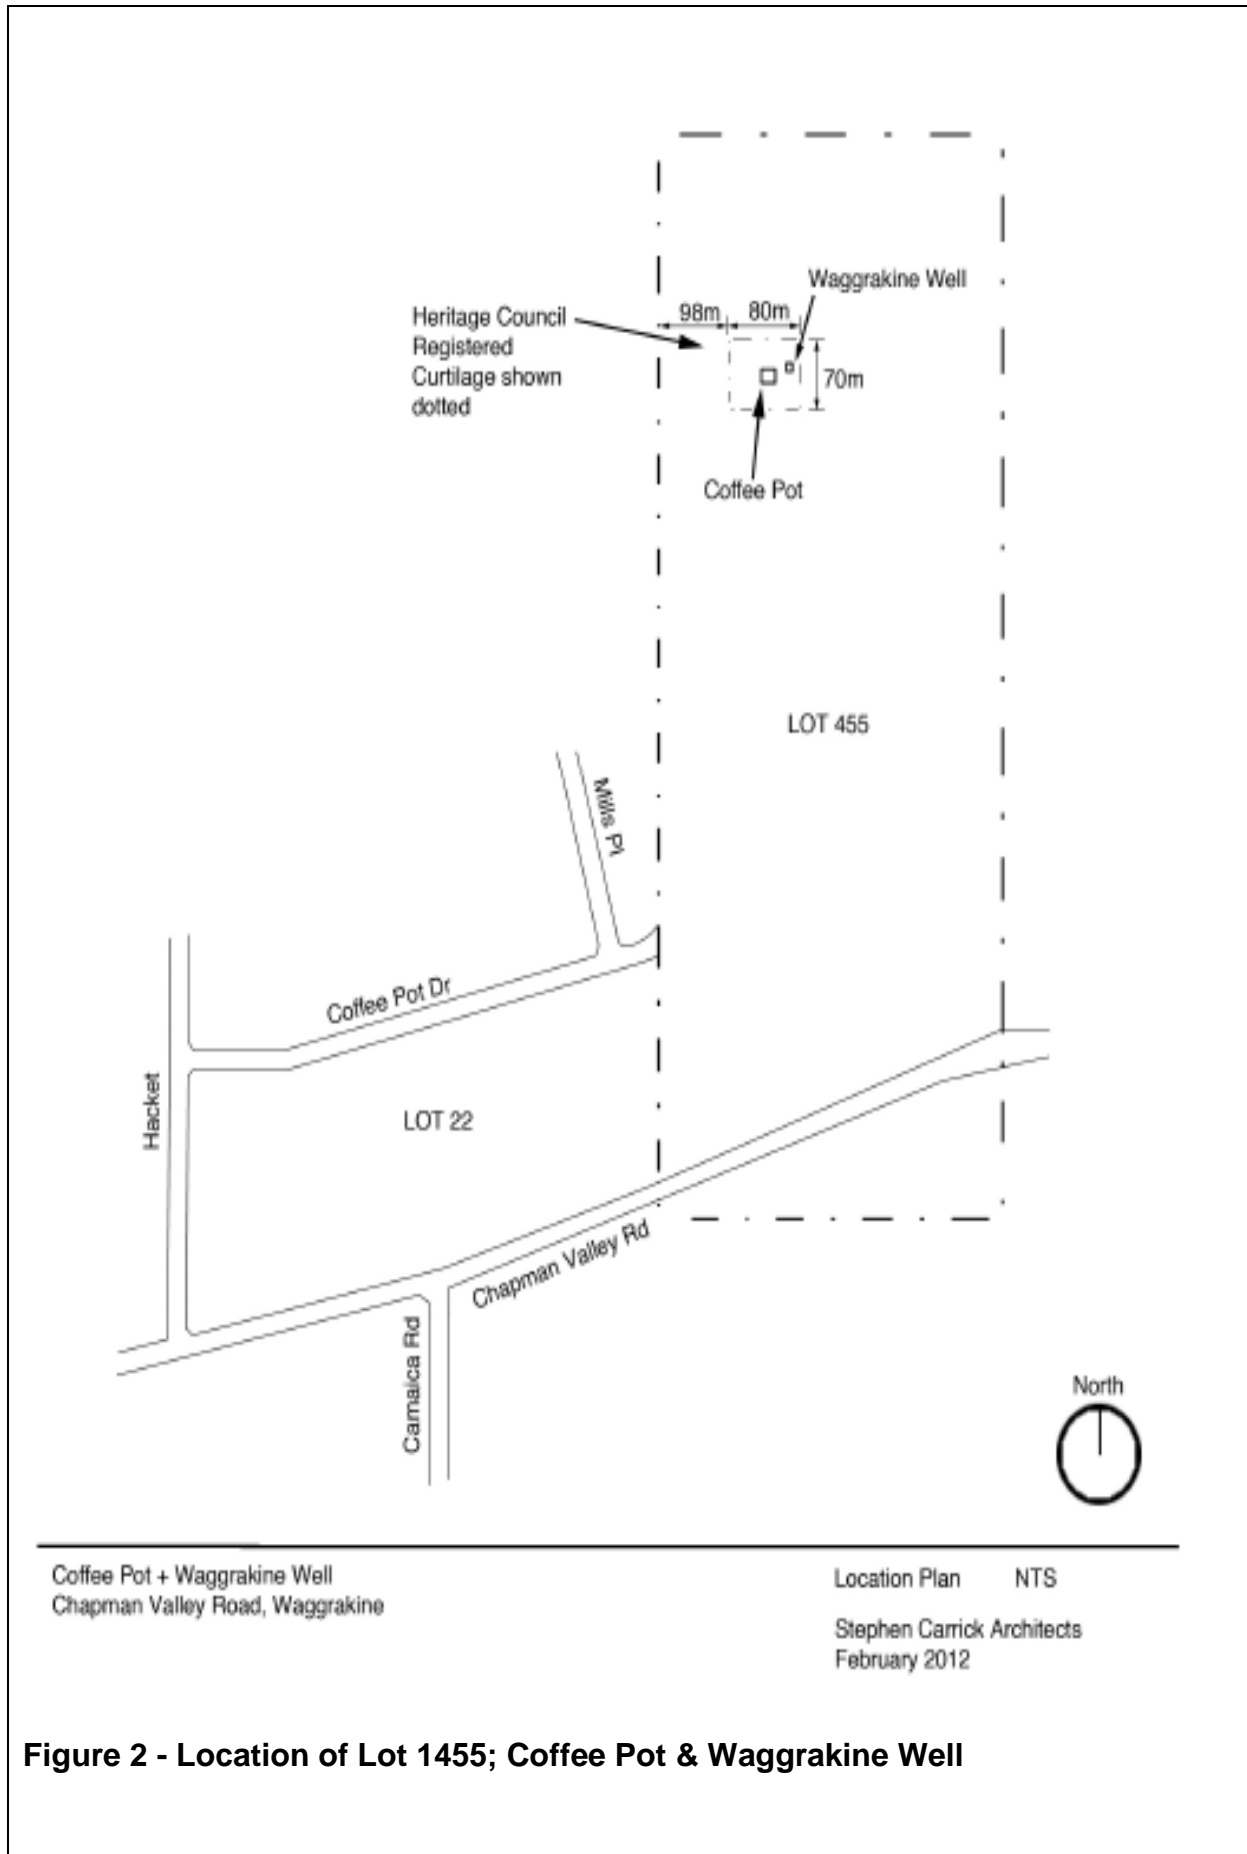 Waggrakine Well
98m
80m
Heritage Council
Registered
Curtilage shown
dotted
70m
Coffee Pot
LOT 455
Mills Pl
Coffee Pot Dr
Hacket
LOT 22
Chapman Valley Rd
Camaica Rd
North
Coffee Pot + Waggrakine Well
Chapman Valley Road, Waggrakine
Location Plan NTS
Stephen Carrick Architects
February 2012
Figure 2 - Location of Lot 1455; Coffee Pot & Waggrakine Well